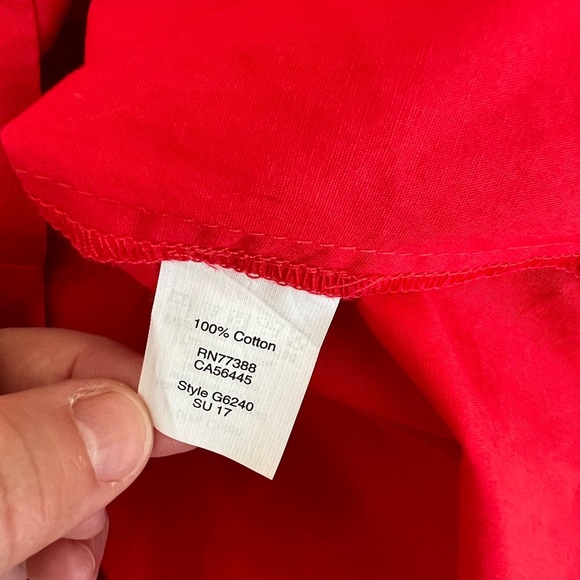 100% Cotton
RN77388
CA56445
Style G6240
SU 17